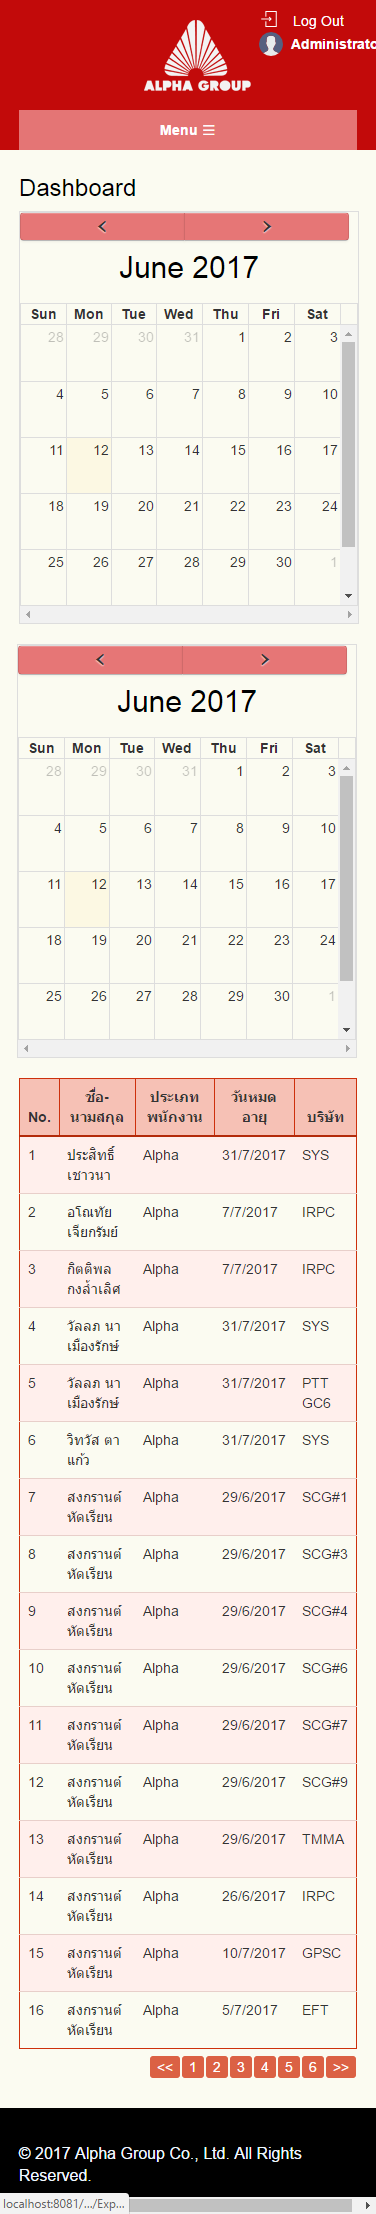 Log Out
Administrato
ALPHA GROUP
Menu ☰
Dashboard
June 2017
Sun Mon Tue Wed Thu Fri Sat
28 29 30 31 1 2 3
4 5 6 7 8 9 10
11 12 13 14 15 16 17
18 19 20 21 22 23 24
25 26 27 28 29 30 1
June 2017
Sun Mon Tue Wed Thu Fri Sat
28 29 30 31 1 2 3
4 5 6 7 8 9 10
11 12 13 14 15 16 17
18 19 20 21 22 23 24
25 26 27 28 29 30 1
ชื่อ- ประเภท วันหมด
No. นามสกุล พนักงาน อายุ บริษัท
1 ประสิทธิ์ Alpha 31/7/2017 SYS
เชาวนา
2 อโณทัย Alpha 7/7/2017 IRPC
เจียกรัมย์
3 กิตติพล Alpha 7/7/2017 IRPC
กงล้ำเลิศ
4 วัลลภ นา Alpha 31/7/2017 SYS
เมืองรักษ์
5 วัลลภ นา Alpha 31/7/2017 PTT
เมืองรักษ์ GC6
6 วิทวัส ตา Alpha 31/7/2017 SYS
แก้ว
7 สงกรานต์ Alpha 29/6/2017 SCG#1
หัดเรียน
8 สงกรานต์ Alpha 29/6/2017 SCG#3
หัดเรียน
9 สงกรานต์ Alpha 29/6/2017 SCG#4
หัดเรียน
10 สงกรานต์ Alpha 29/6/2017 SCG#6
หัดเรียน
11 สงกรานต์ Alpha 29/6/2017 SCG#7
หัดเรียน
12 สงกรานต์ Alpha 29/6/2017 SCG#9
หัดเรียน
13 สงกรานต์ Alpha 29/6/2017 TMMA
หัดเรียน
14 สงกรานต์ Alpha 26/6/2017 IRPC
หัดเรียน
15 สงกรานต์ Alpha 10/7/2017 GPSC
หัดเรียน
16 สงกรานต์ Alpha 5/7/2017 EFT
หัดเรียน
<< 1 2 3 4 5 6 >>
© 2017 Alpha Group Co., Ltd. All Rights
Reserved.
localhost:8081/.../Exp...